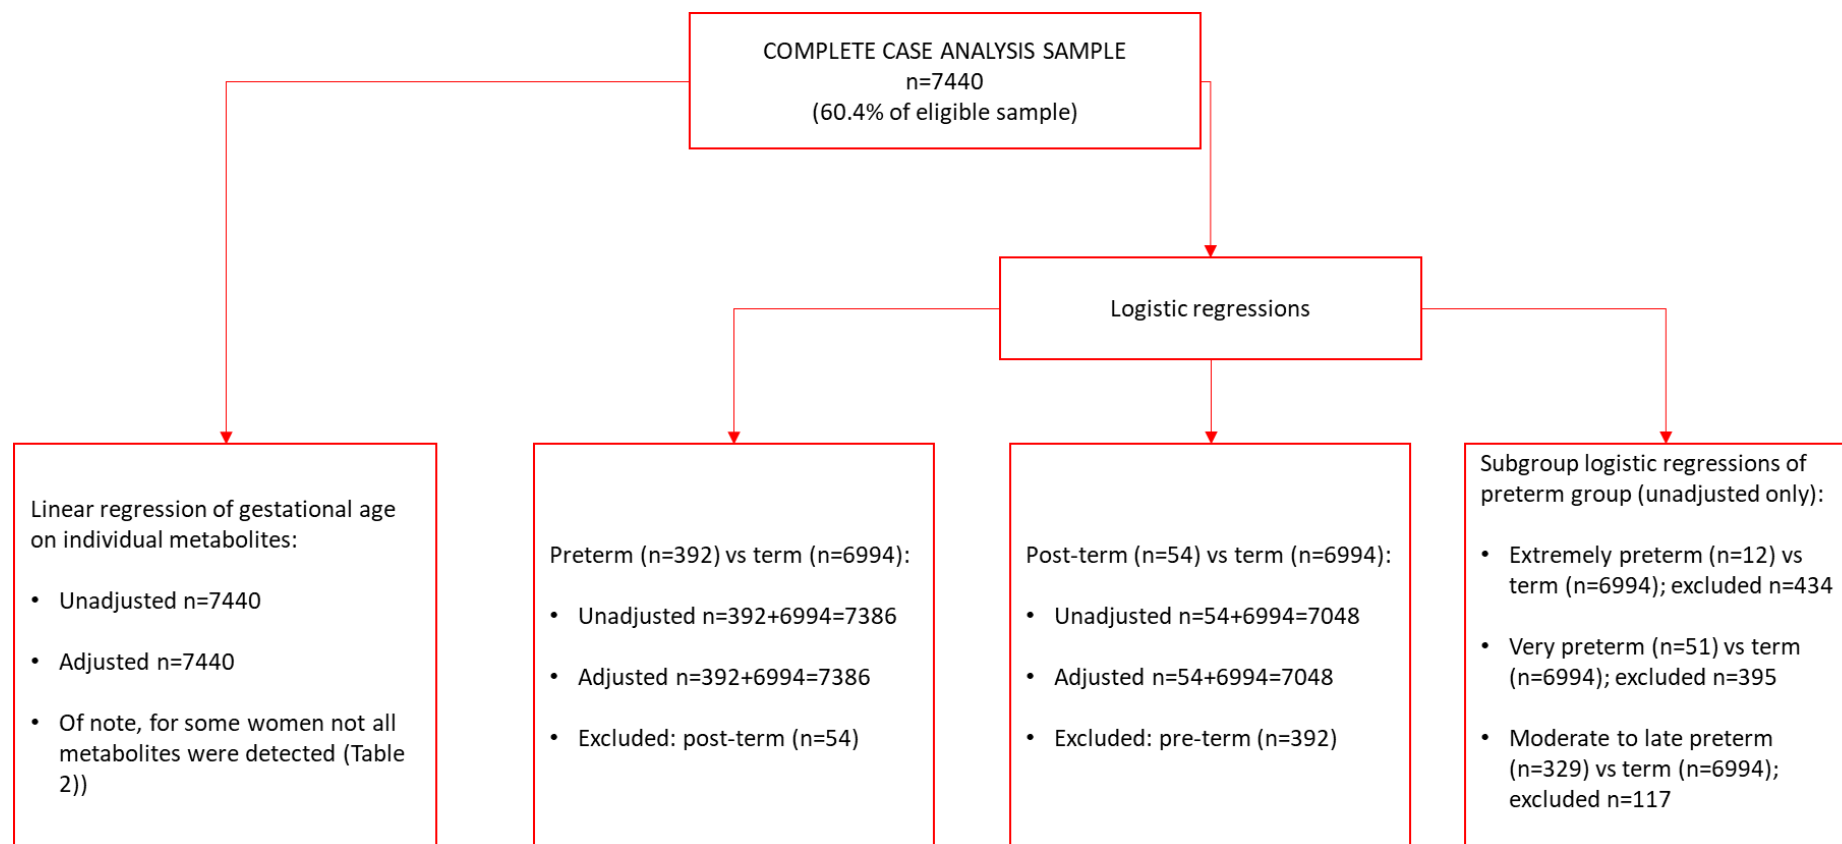 COMPLETE CASE ANALYSIS SAMPLE
n=7440
(60.4% of eligible sample)
Logistic regressions
Linear regression of gestational age
on individual metabolites:
• Unadjusted n=7440
• Adjusted n=7440
• Of note, for some women not all
metabolites were detected (Table
2))
Preterm (n=392) vs term (n=6994):
• Unadjusted n=392+6994=7386
• Adjusted n=392+6994=7386
• Excluded: post-term (n=54)
Post-term (n=54) vs term (n=6994):
• Unadjusted n=54+6994=7048
• Adjusted n=54+6994=7048
• Excluded: pre-term (n=392)
Subgroup logistic regressions of
preterm group (unadjusted only):
• Extremely preterm (n=12) vs
term (n=6994); excluded n=434
• Very preterm (n=51) vs term
(n=6994); excluded n=395
• Moderate to late preterm
(n=329) vs term (n=6994);
excluded n=117